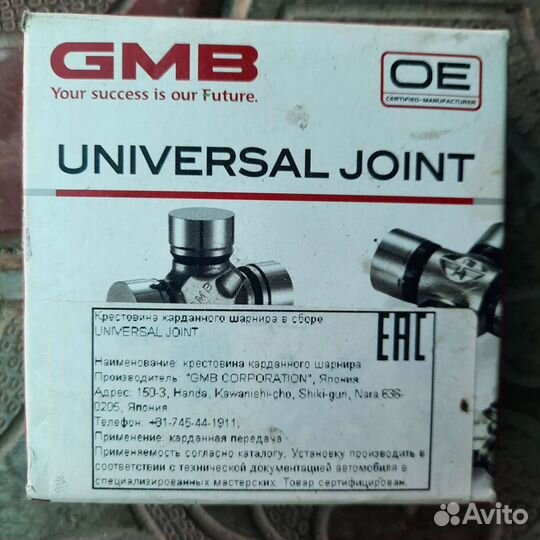 GMB
Your success is our Future.
OE
CERTIFIED-MANUFACTURER
UNIVERSAL JOINT
GMB
Крестовина карданного шарнира в сборе
UNIVERSAL JOINT
EAC
Наименование: крестовина карданного шарнира
Производитель: "GMB CORPORATION", Япония
Адрес: 150-3, Handa, Kawanishi-cho, Shiki-gun, Nara 636-
0205, Япония
Телефон: +81-745-44-1911,
Применение: карданная передача
Применяемость согласно каталогу. Установку производить в
соответствии с технической документацией автомобиля в
специализированных мастерских. Товар сертифицирован.
Avito